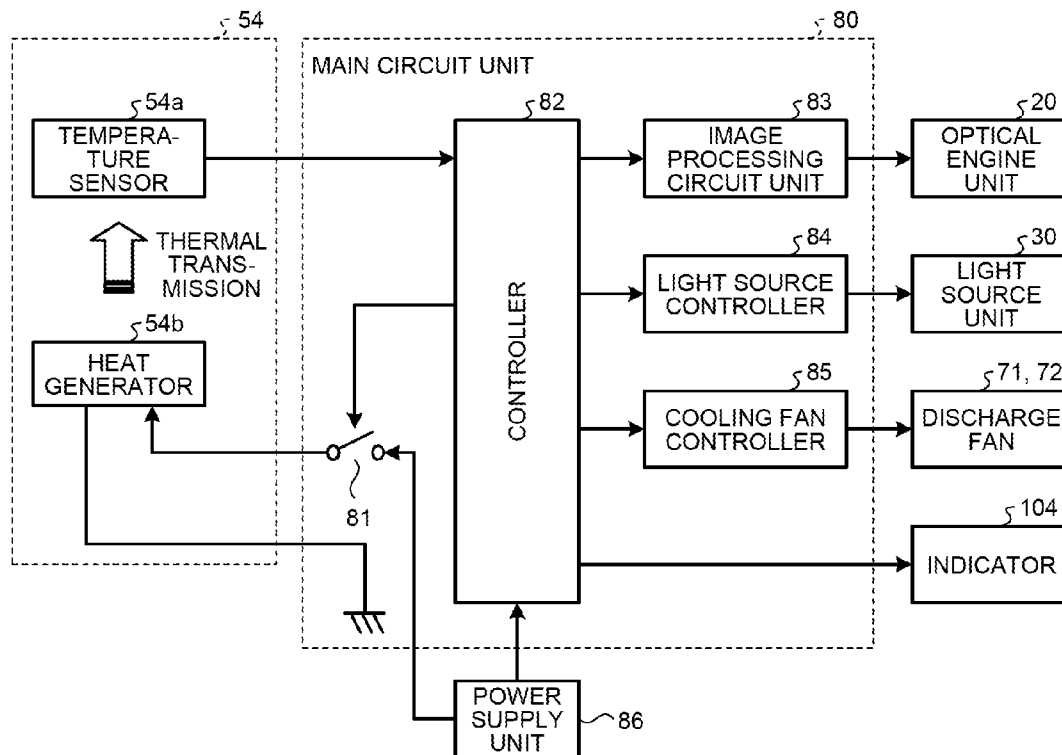 54
80
MAIN CIRCUIT UNIT
54a
TEMPERA-
TURE
SENSOR
82
83
IMAGE
PROCESSING
CIRCUIT UNIT
20
OPTICAL
ENGINE
UNIT
THERMAL
TRANS-
MISSION
CONTROLLER
84
LIGHT SOURCE
CONTROLLER
30
LIGHT
SOURCE
UNIT
54b
HEAT
GENERATOR
85
COOLING FAN
CONTROLLER
71, 72
DISCHARGE
FAN
81
104
INDICATOR
POWER
SUPPLY
UNIT
86